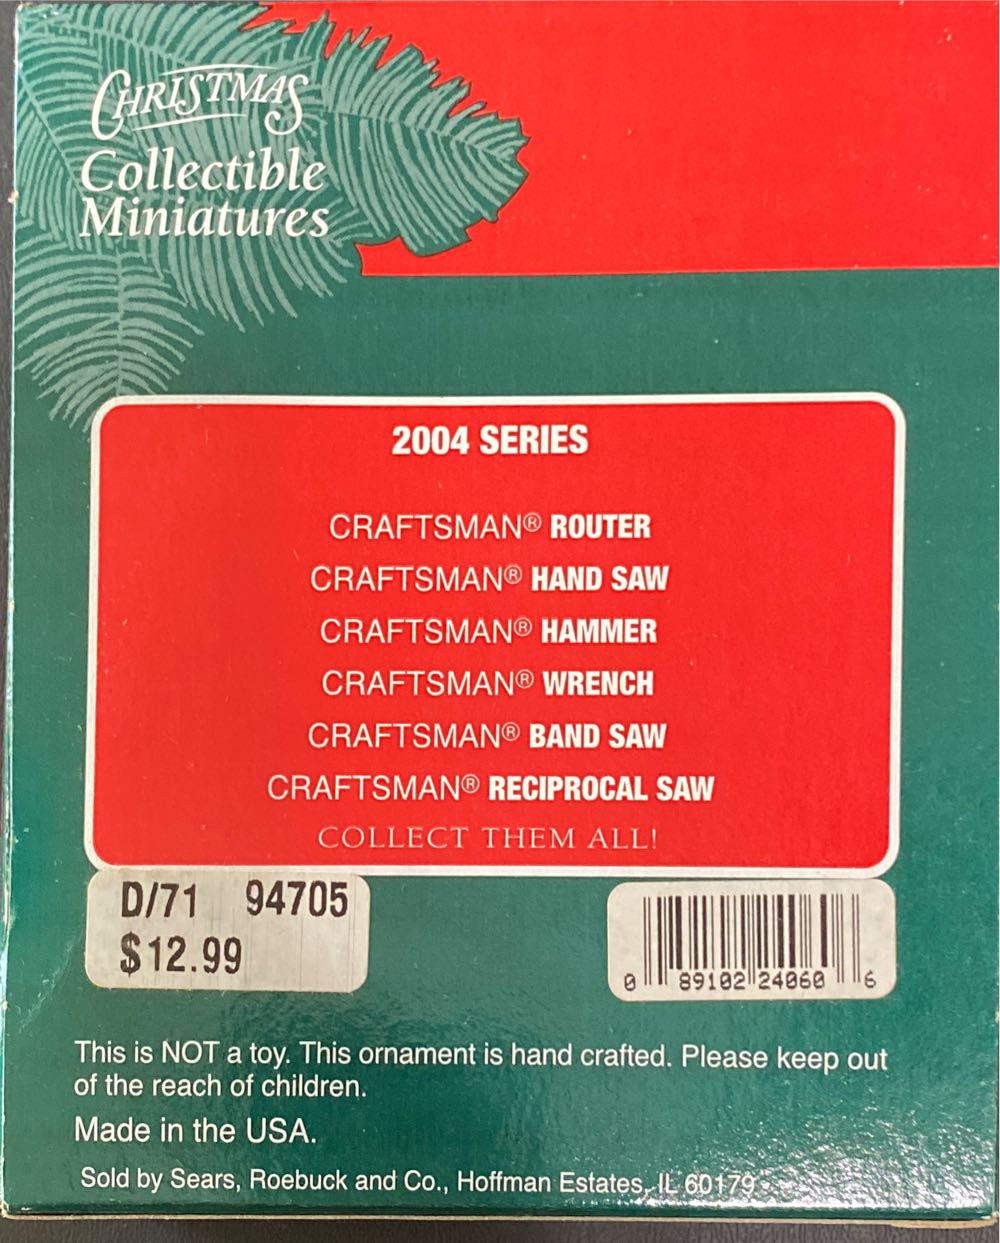 CHRISTMAS
Collectible
Miniatures
2004 SERIES
CRAFTSMAN® ROUTER
CRAFTSMAN® HAND SAW
CRAFTSMAN® HAMMER
CRAFTSMAN® WRENCH
CRAFTSMAN® BAND SAW
CRAFTSMAN® RECIPROCAL SAW
COLLECT THEM ALL!
D/71 94705
$12.99
0 89102 24060 6
This is NOT a toy. This ornament is hand crafted. Please keep out
of the reach of children.
Made in the USA.
Sold by Sears, Roebuck and Co., Hoffman Estates, IL 60179